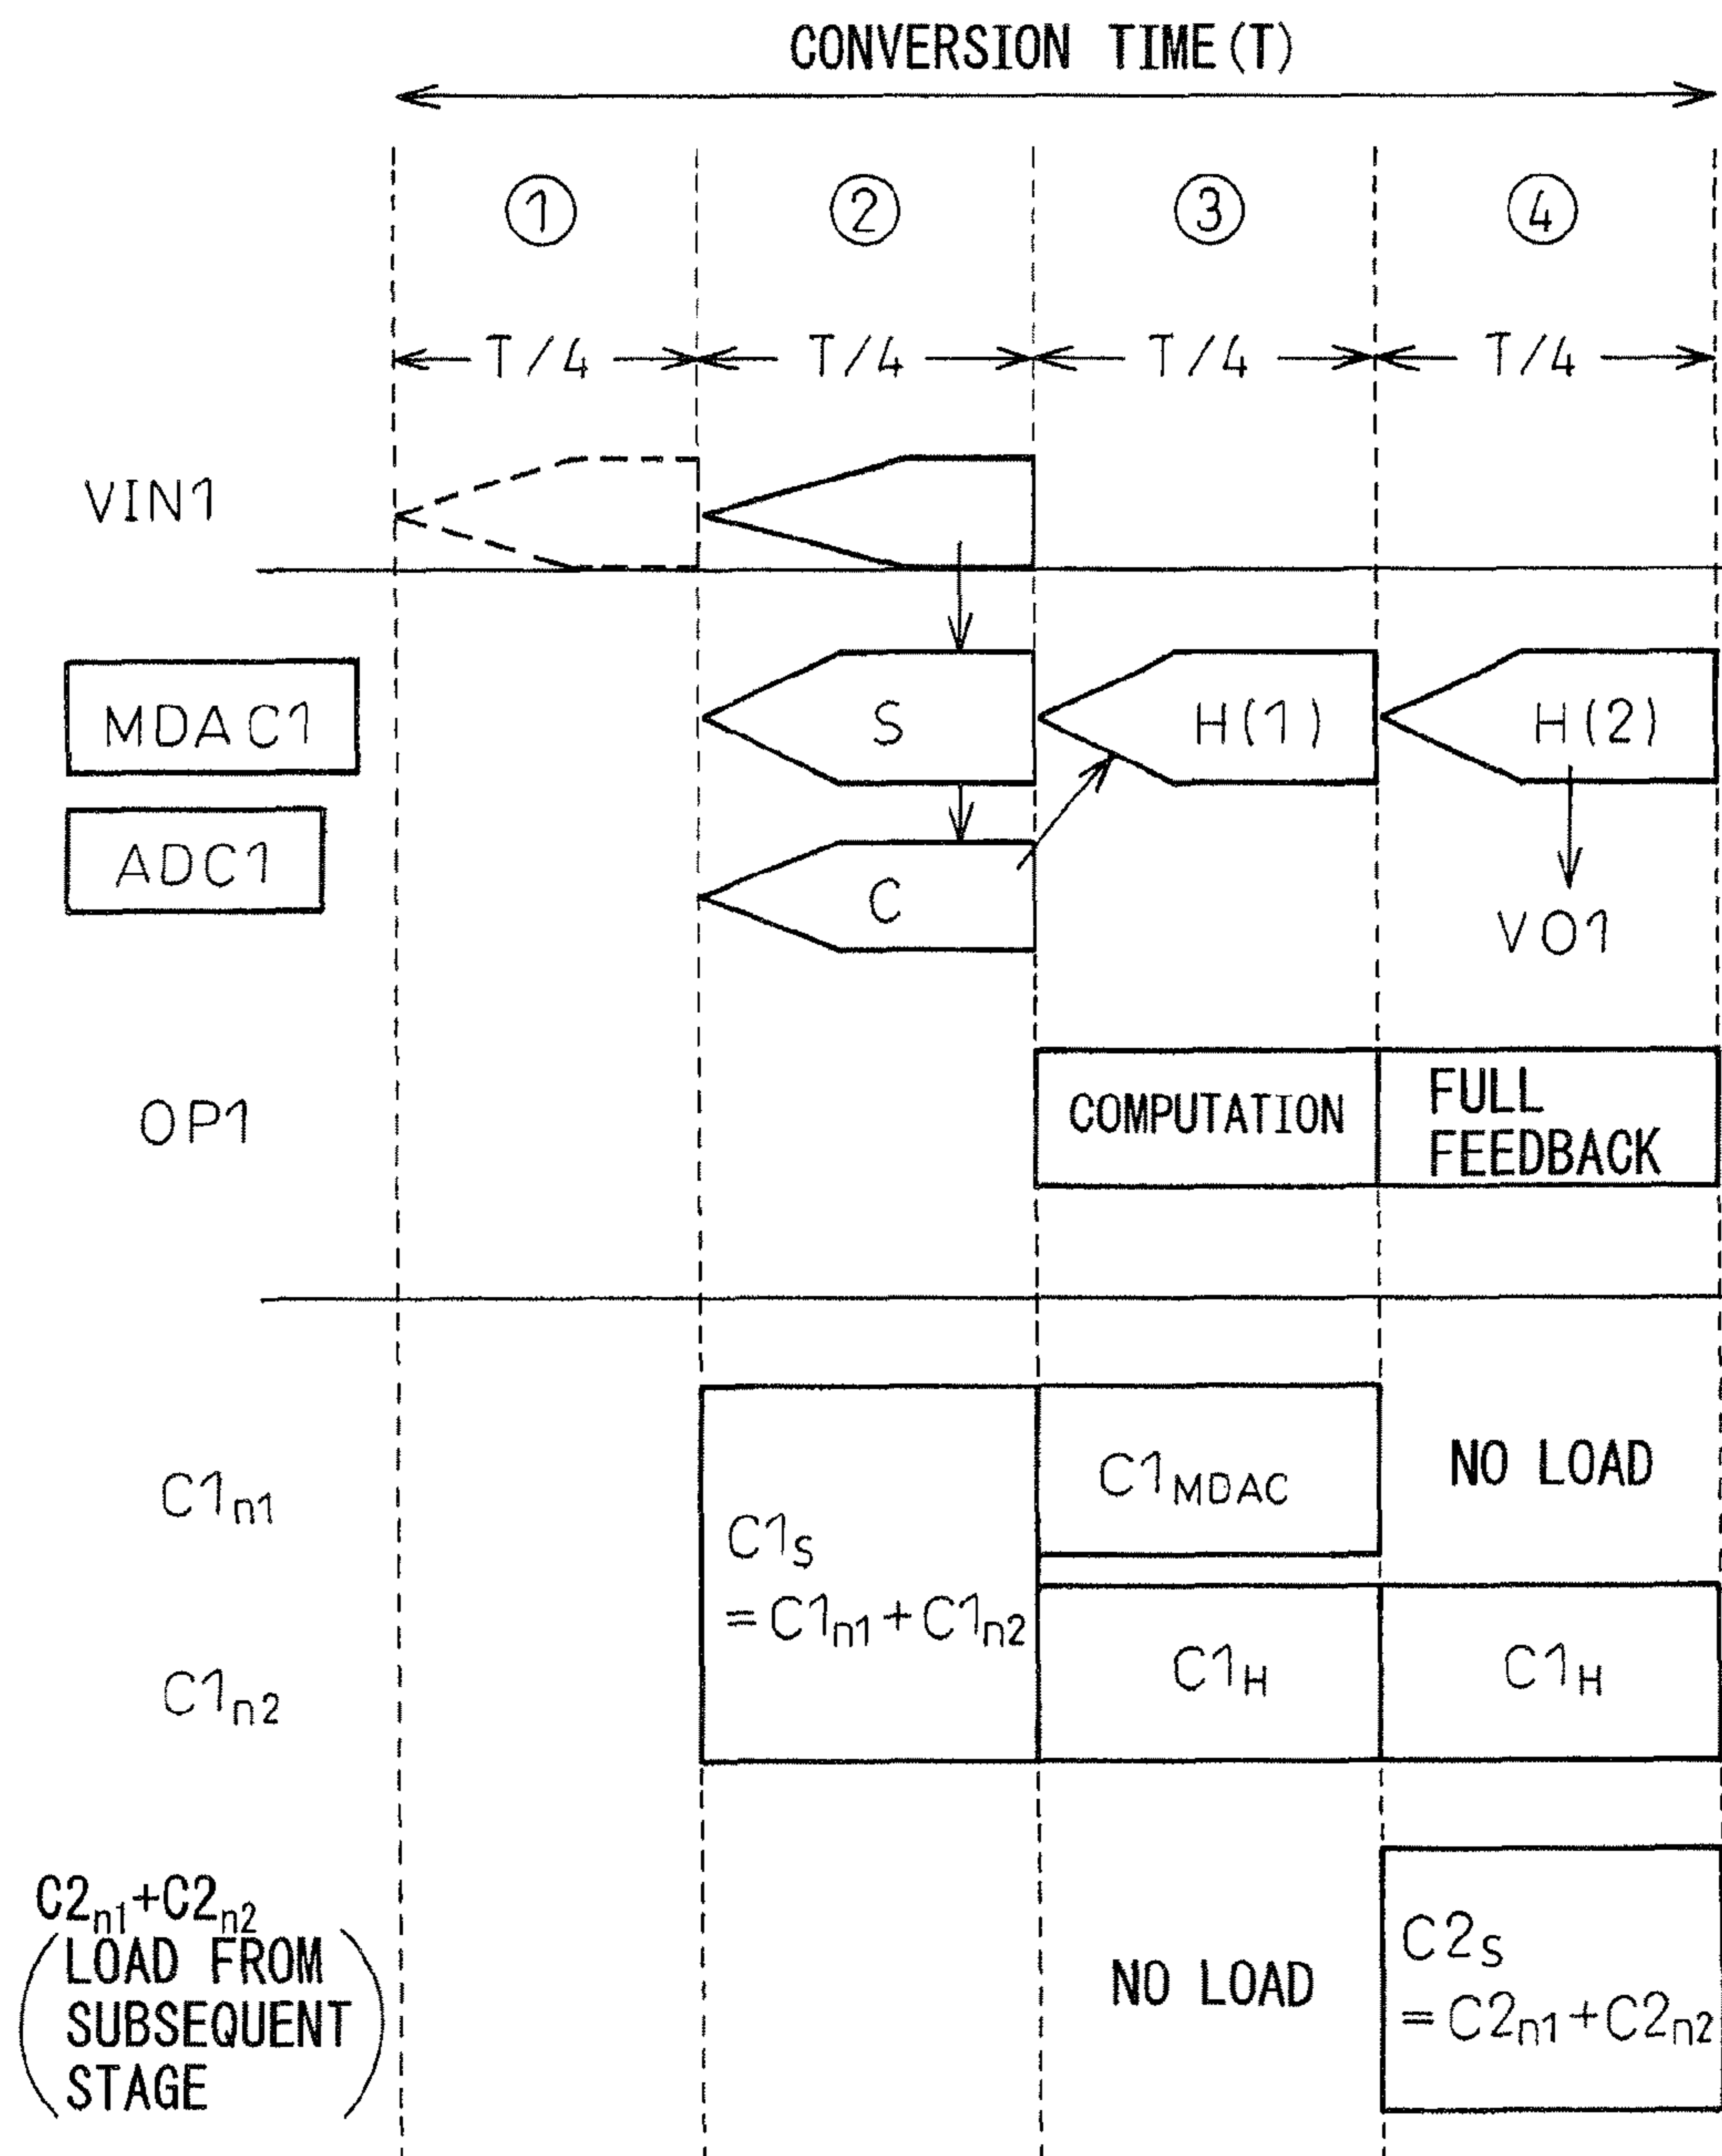 CONVERSION TIME(T)
① ② ③ ④
T/4 T/4 T/4 T/4
VIN1
MDAC1 S H(1) H(2)
ADC1 C
VO1
OP1 COMPUTATION FULL
FEEDBACK
C1n1 C1MDAC NO LOAD
C1S
=C1n1+C1n2
C1n2 C1H C1H
C2n1+C2n2
(LOAD FROM
SUBSEQUENT
STAGE)
NO LOAD
C2S
=C2n1+C2n2